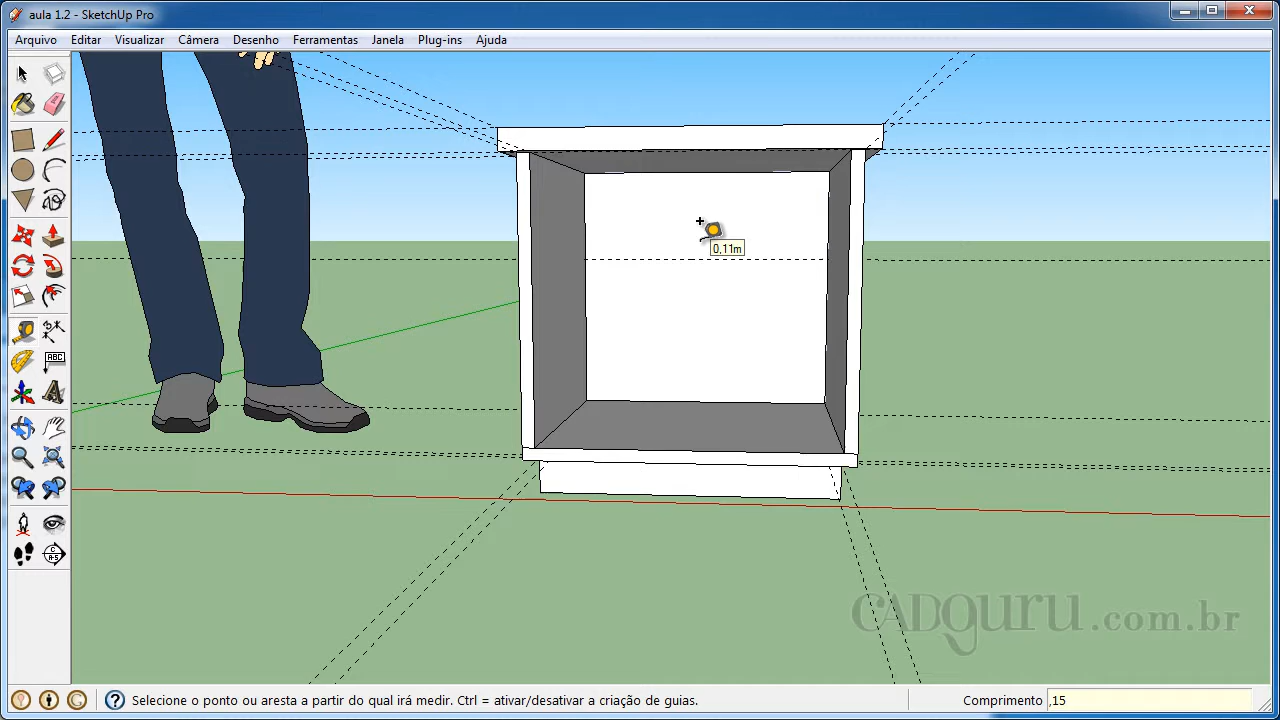 aula 1.2 - SketchUp Pro
Arquivo Editar Visualizar Câmera Desenho Ferramentas Janela Plug-ins Ajuda
0,11m
ABC
A
C
A-S
CADguru.com.br
Selecione o ponto ou aresta a partir do qual irá medir. Ctrl = ativar/desativar a criação de guias.
Comprimento ,15